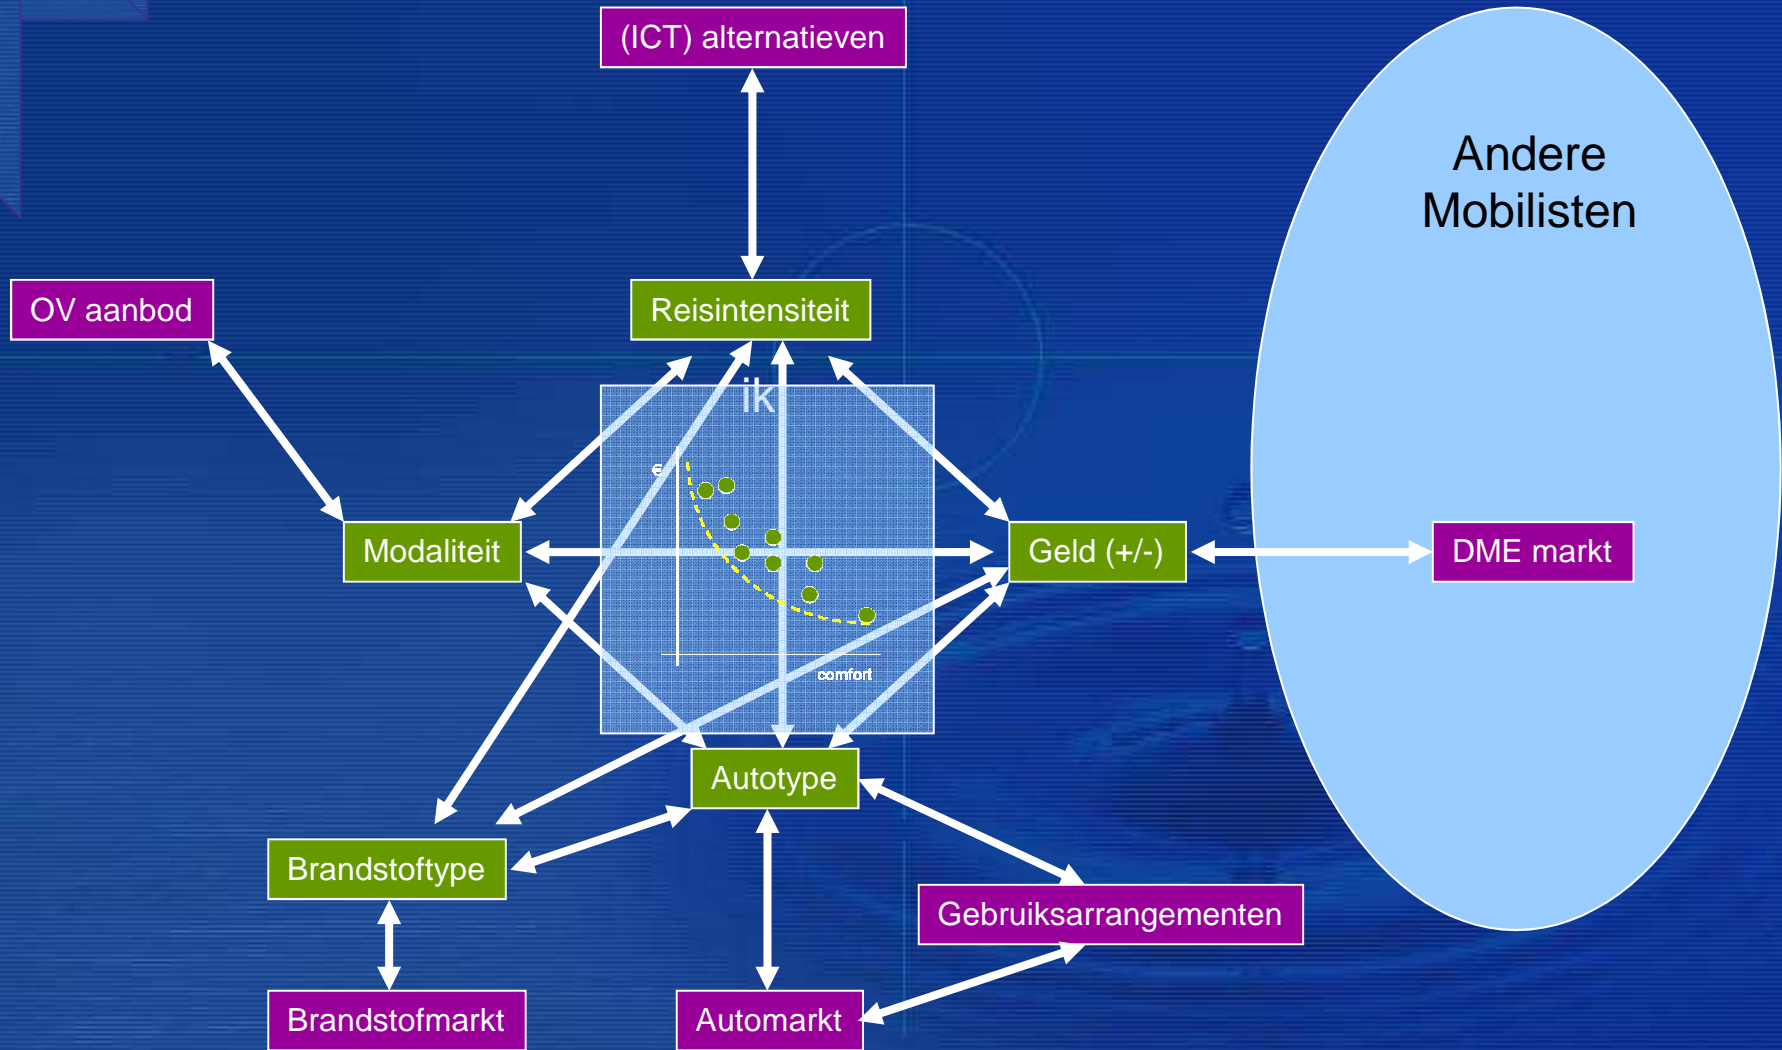 (ICT) alternatieven
Andere
Mobilisten
OV aanbod
Reisintensiteit
ik
€
Modaliteit
Geld (+/-)
DME markt
comfort
Autotype
Brandstoftype
Gebruiksarrangementen
Brandstofmarkt
Automarkt